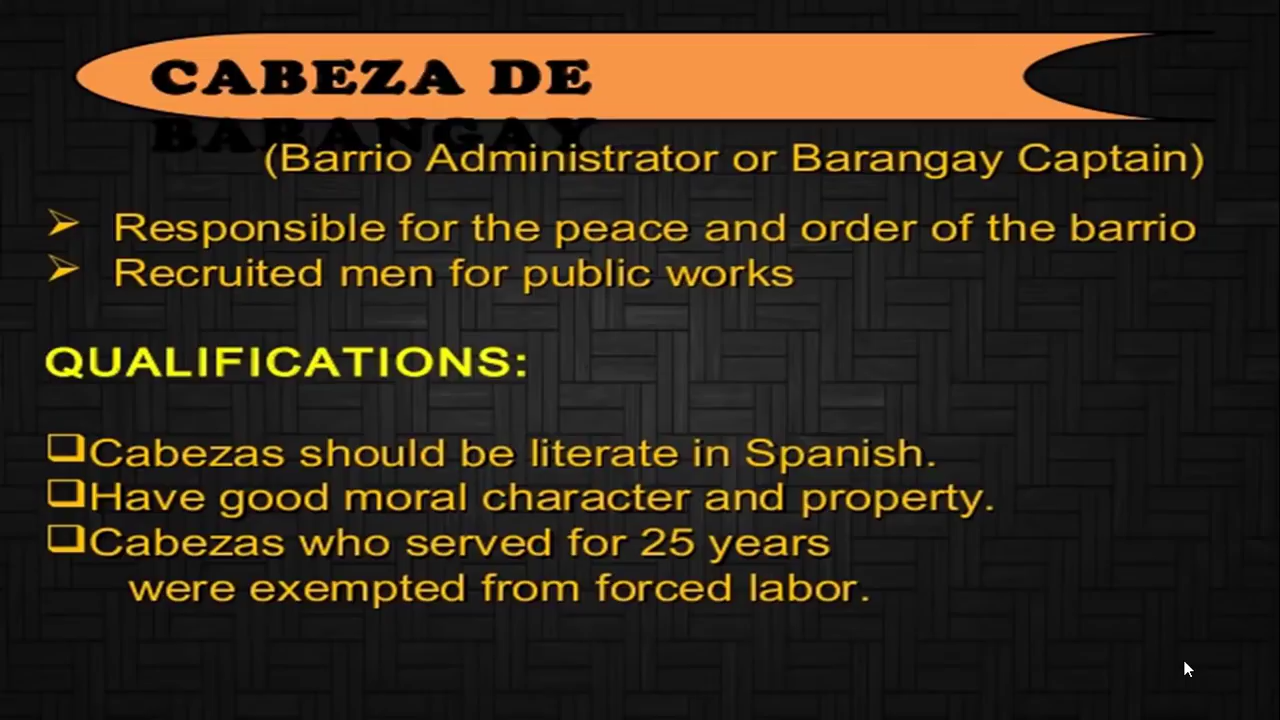 CABEZA DE
BARANGAY
(Barrio Administrator or Barangay Captain)
Responsible for the peace and order of the barrio
Recruited men for public works
QUALIFICATIONS:
Cabezas should be literate in Spanish.
Have good moral character and property.
Cabezas who served for 25 years
were exempted from forced labor.